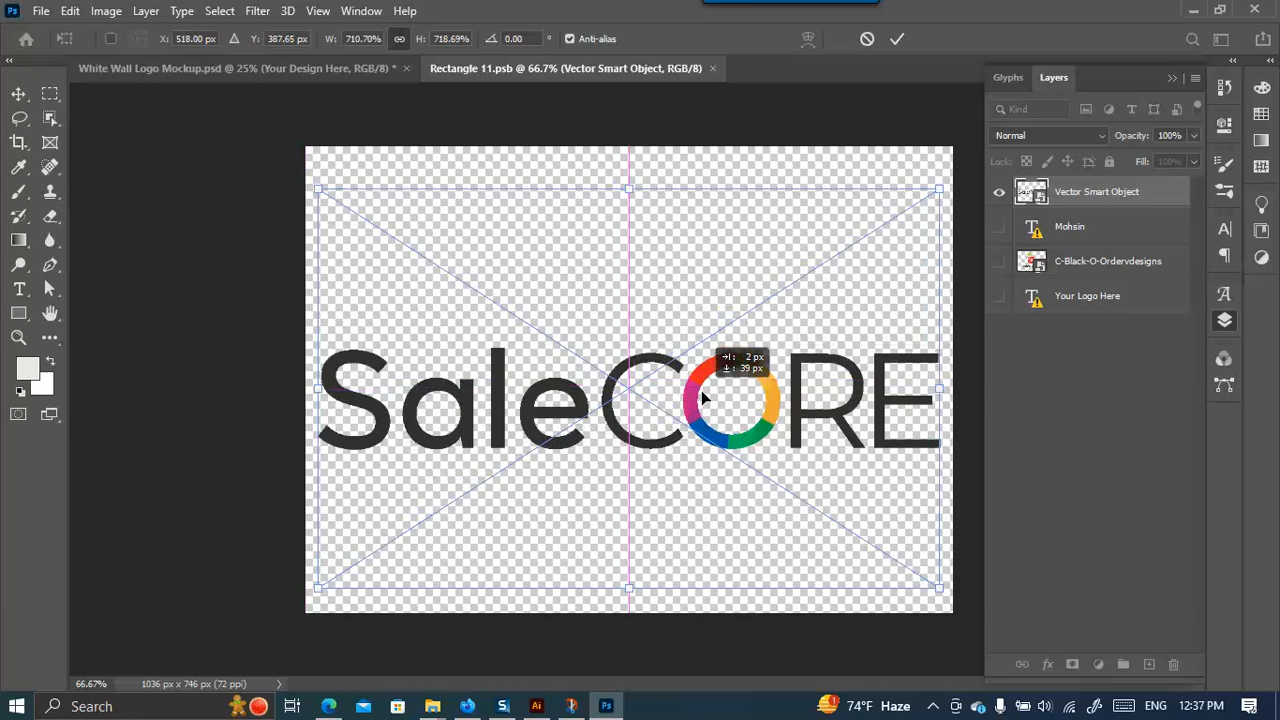 Ps File Edit Image Layer Type Select Filter 3D View Window Help
X: 518.00 px Y: 387.65 px W: 710.70% H: 718.69% 0.00 ° Anti-alias
White Wall Logo Mockup.psd @ 25% (Your Design Here, RGB/8) * × Rectangle 11.psb @ 66.7% (Vector Smart Object, RGB/8) ×
Glyphs Layers
Kind
Normal Opacity: 100%
Locks: Fill: 100%
Vector Smart Object
Mohsin
C-Black-O-Ordervdesigns
Your Logo Here
SaleCORE
2 px
39 px
66.67% 1036 px x 746 px (72 ppi)
Search
74°F Haze
ENG 12:37 PM